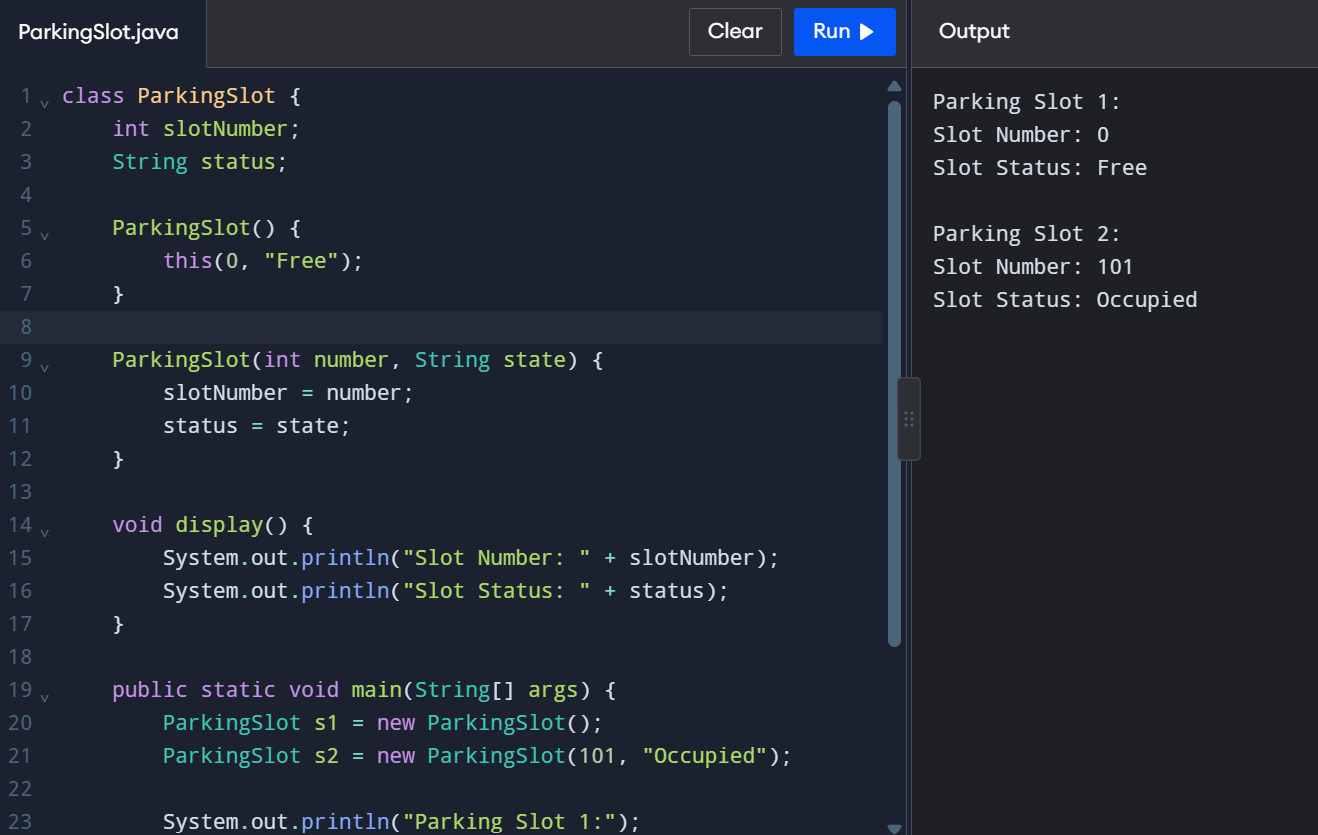 ParkingSlot.java
Clear
Run
Output
1 class ParkingSlot {
2     int slotNumber;
3     String status;
4
5     ParkingSlot() {
6         this(0, "Free");
7     }
8
9     ParkingSlot(int number, String state) {
10         slotNumber = number;
11         status = state;
12     }
13
14     void display() {
15         System.out.println("Slot Number: " + slotNumber);
16         System.out.println("Slot Status: " + status);
17     }
18
19     public static void main(String[] args) {
20         ParkingSlot s1 = new ParkingSlot();
21         ParkingSlot s2 = new ParkingSlot(101, "Occupied");
22
23         System.out.println("Parking Slot 1:");
Parking Slot 1:
Slot Number: 0
Slot Status: Free

Parking Slot 2:
Slot Number: 101
Slot Status: Occupied